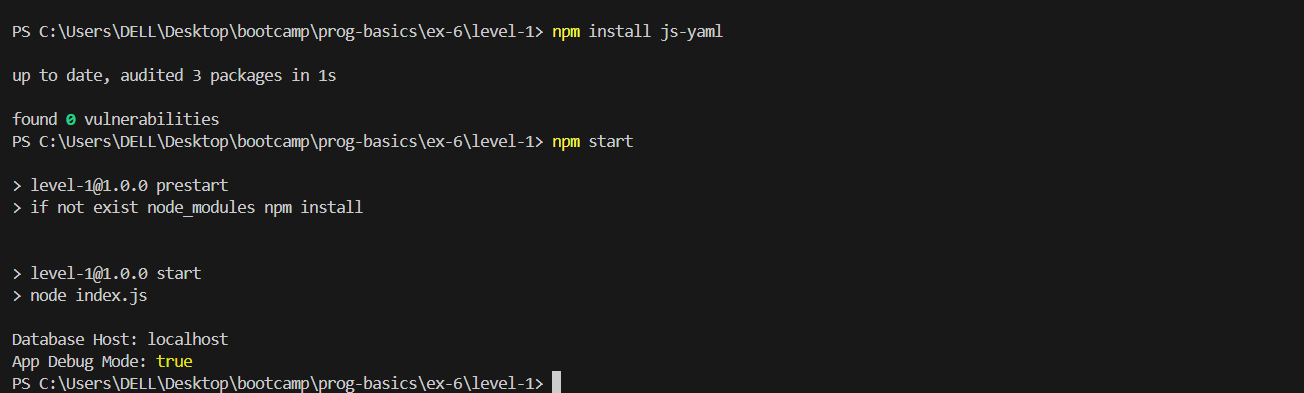 PS C:\Users\DELL\Desktop\bootcamp\prog-basics\ex-6\level-1> npm install js-yaml
up to date, audited 3 packages in 1s
found 0 vulnerabilities
PS C:\Users\DELL\Desktop\bootcamp\prog-basics\ex-6\level-1> npm start
> level-1@1.0.0 prestart
> if not exist node_modules npm install
> level-1@1.0.0 start
> node index.js
Database Host: localhost
App Debug Mode: true
PS C:\Users\DELL\Desktop\bootcamp\prog-basics\ex-6\level-1>